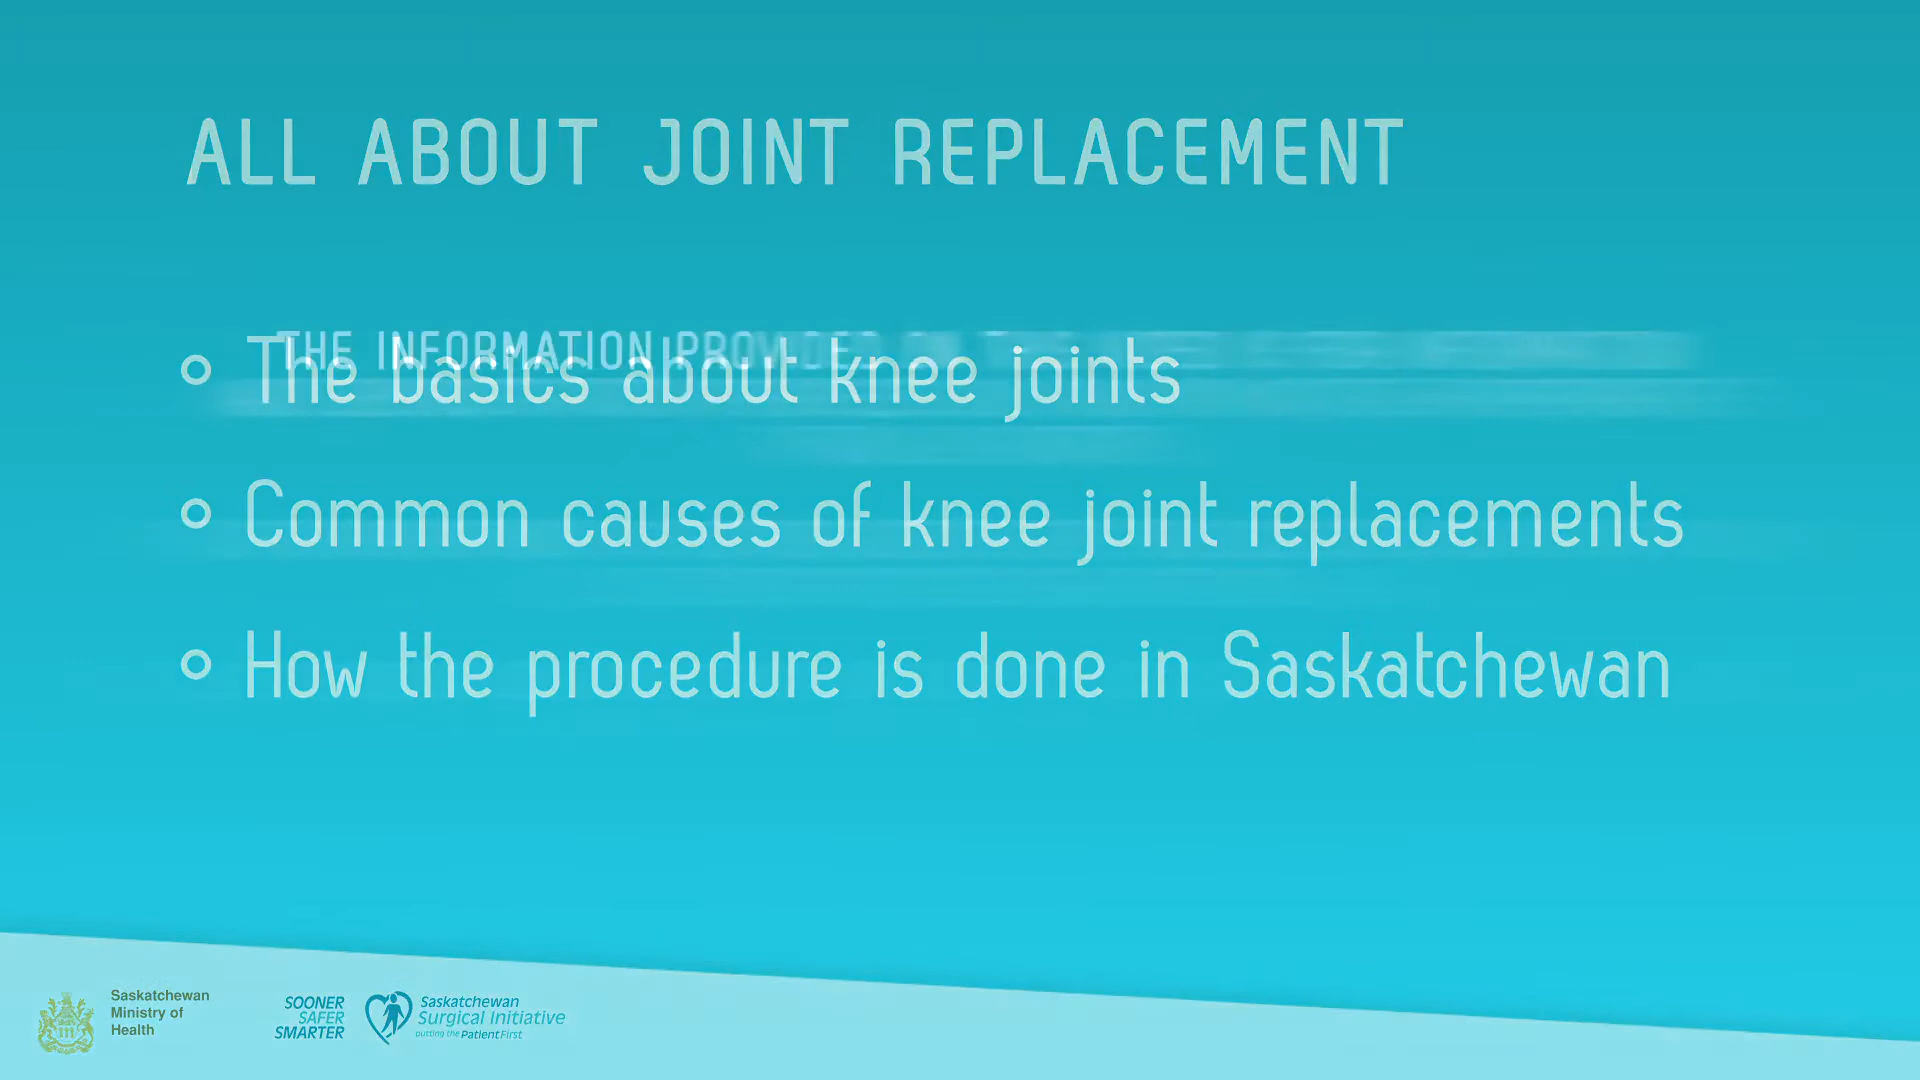 ALL ABOUT JOINT REPLACEMENT
THE INFORMATION PROVIDED
The basics about knee joints
Common causes of knee joint replacements
How the procedure is done in Saskatchewan
Saskatchewan
Ministry of
Health
SOONER
SAFER
SMARTER
Saskatchewan
Surgical Initiative
putting the Patient First